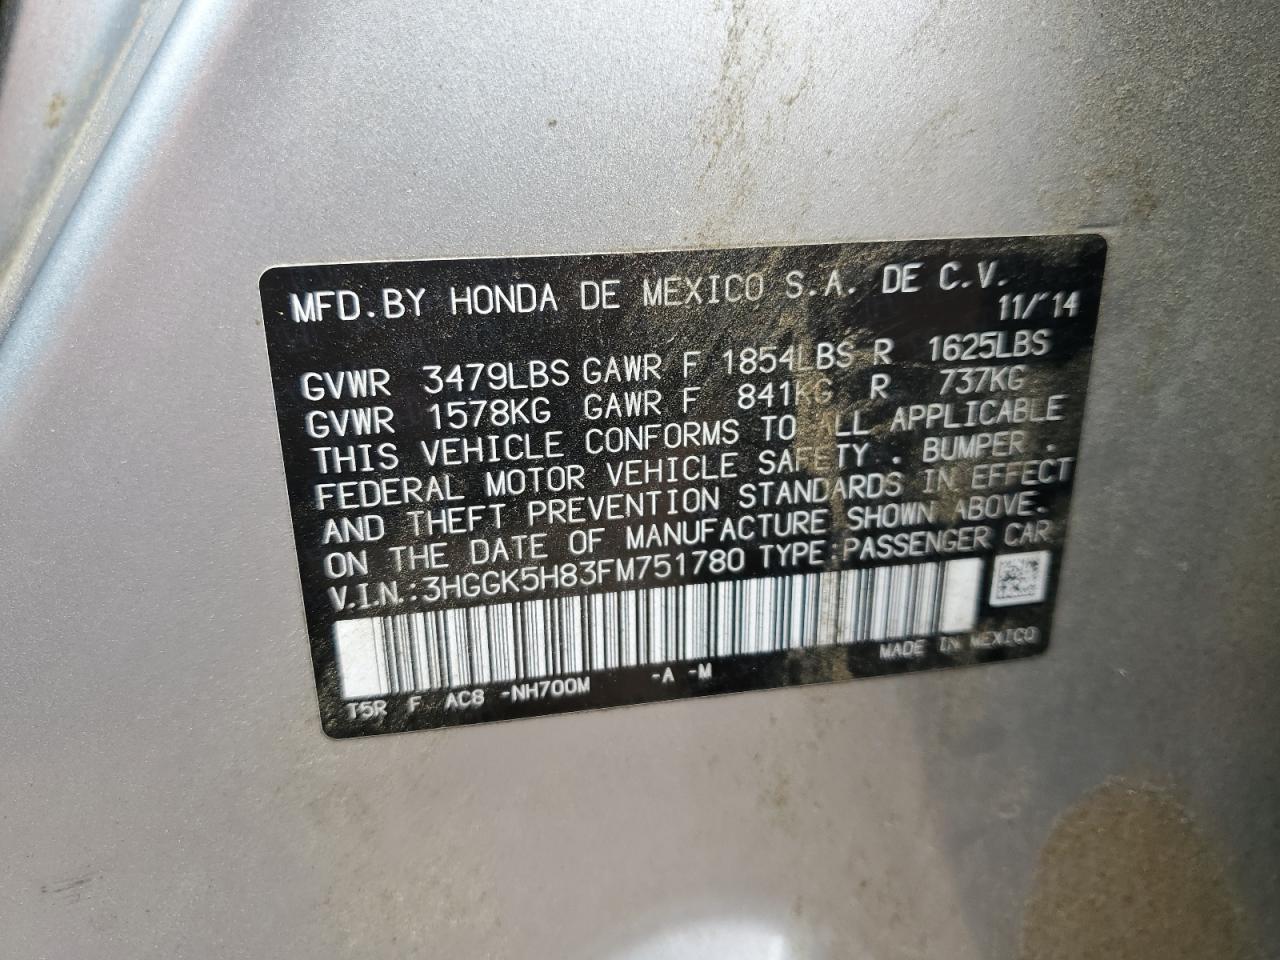 MFD.BY HONDA DE MEXICO S.A. DE C.V.
11/'14
GVWR 3479LBS GAWR F 1854LBS R 1625LBS
GVWR 1578KG GAWR F 841KG R 737KG
THIS VEHICLE CONFORMS TO ALL APPLICABLE
FEDERAL MOTOR VEHICLE SAFETY, BUMPER,
AND THEFT PREVENTION STANDARDS IN EFFECT
ON THE DATE OF MANUFACTURE SHOWN ABOVE.
V.I.N.:3HGGK5H83FM751780 TYPE:PASSENGER CAR
MADE IN MEXICO
T5R F AC8 -NH700M -A -M